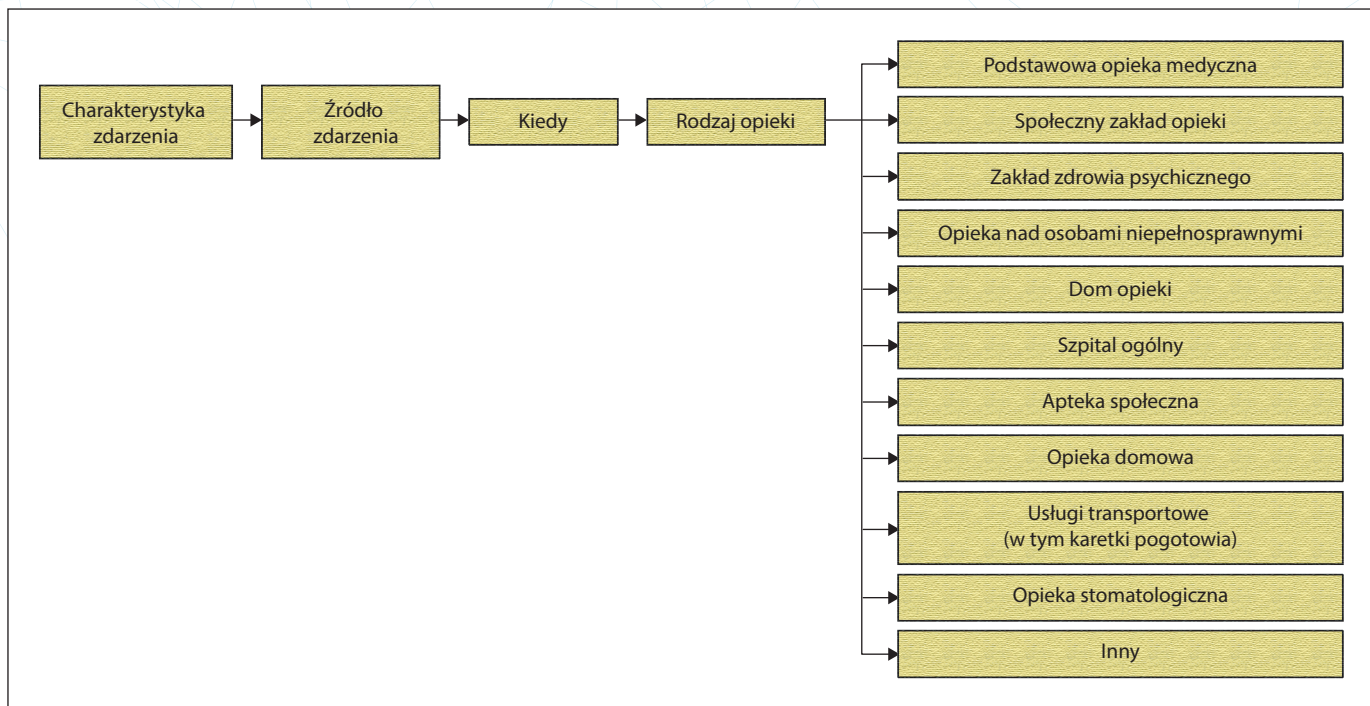 Charakterystyka
zdarzenia
Źródło
zdarzenia
Kiedy
Rodzaj opieki
Podstawowa opieka medyczna
Społeczny zakład opieki
Zakład zdrowia psychicznego
Opieka nad osobami niepełnosprawnymi
Dom opieki
Szpital ogólny
Apteka społeczna
Opieka domowa
Usługi transportowe
(w tym karetki pogotowia)
Opieka stomatologiczna
Inny